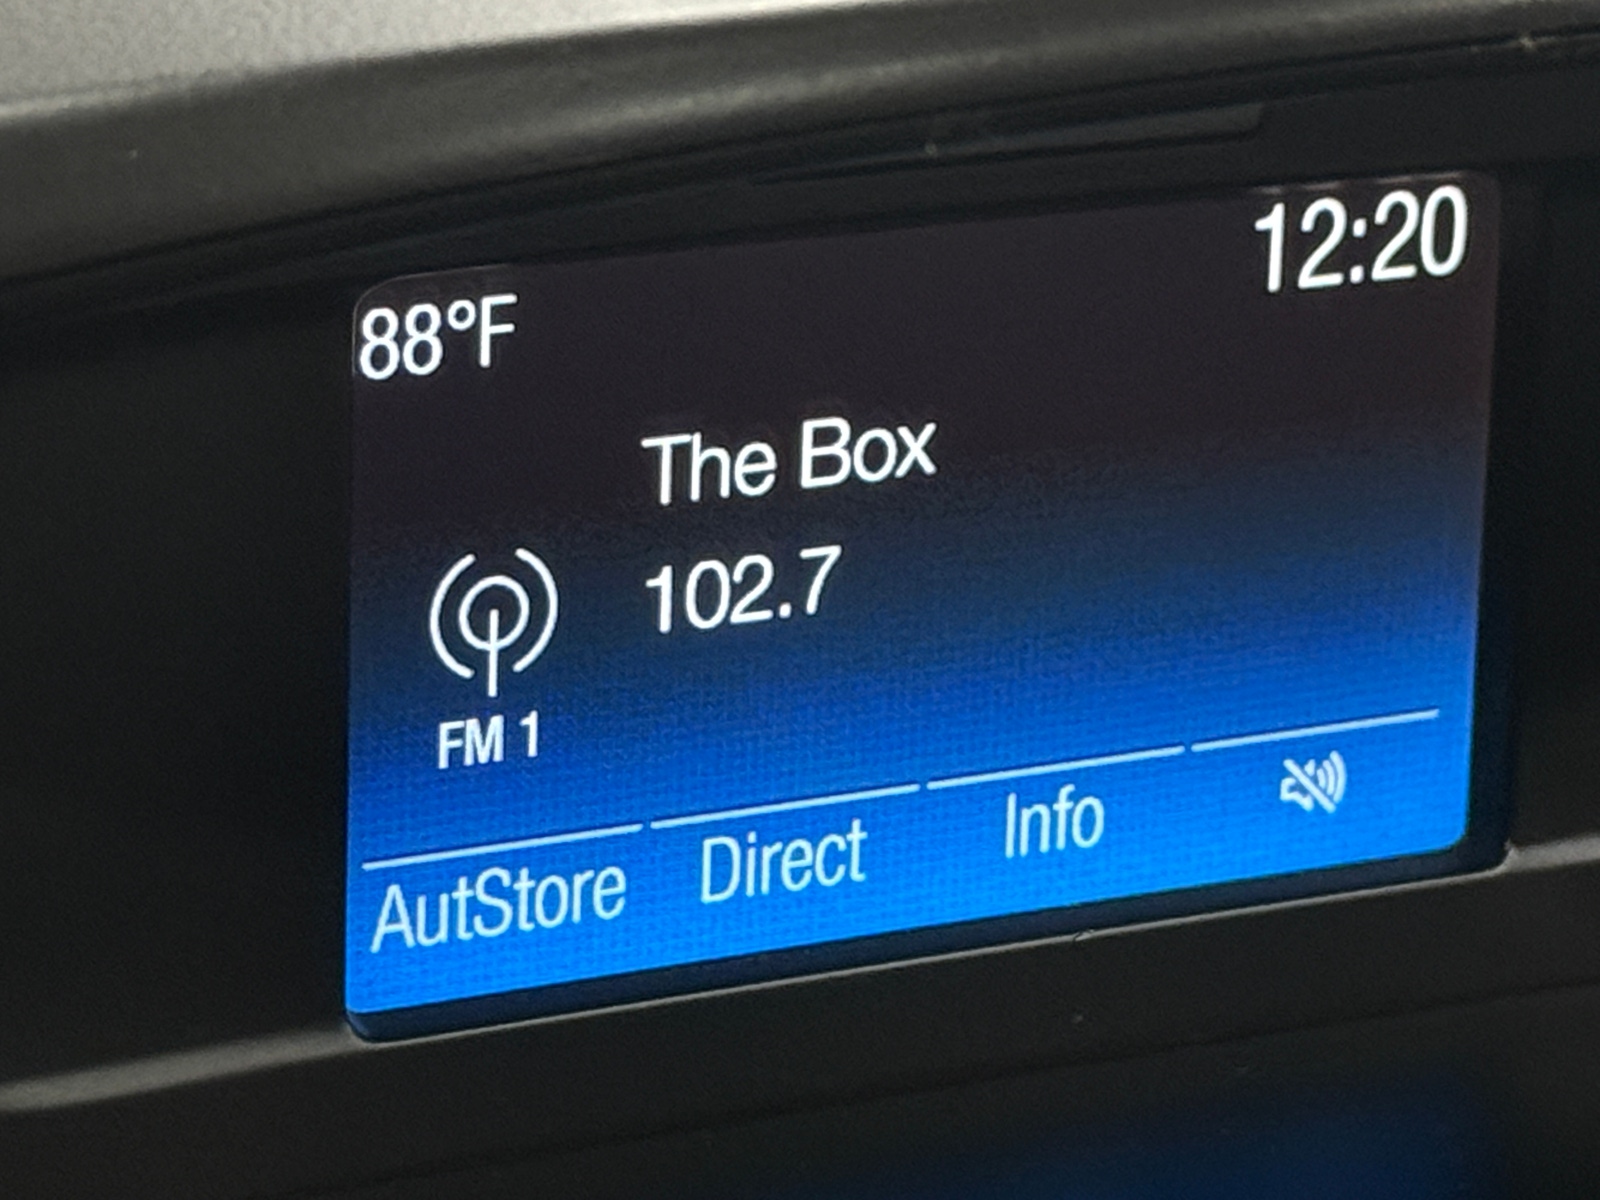 88°F
12:20
The Box
102.7
FM 1
AutStore
Direct
Info